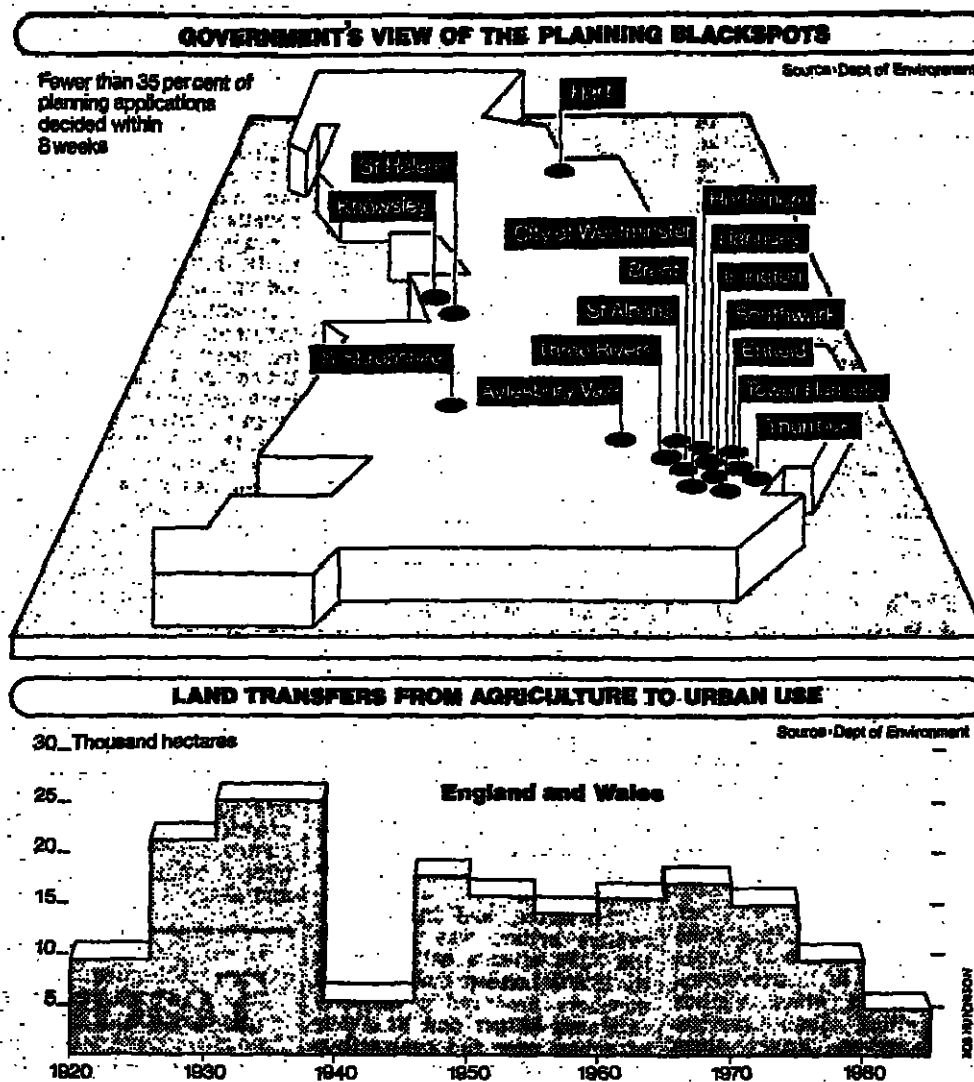 GOVERNMENT'S VIEW OF THE PLANNING BLACKSPOTS
Fewer than 35 per cent of
planning applications
decided within
8 weeks
Source: Dept of Environment
St Helens
Knowsley
City of Westminster
Brent
St Albans
Three Rivers
Aylesbury Vale
Hackney
Islington
Southwark
Enfield
Tower Hamlets
Thurrock
LAND TRANSFERS FROM AGRICULTURE TO URBAN USE
Source: Dept of Environment
30 Thousand hectares
England and Wales
25
20
15
10
5
1920 1930 1940 1950 1960 1970 1980